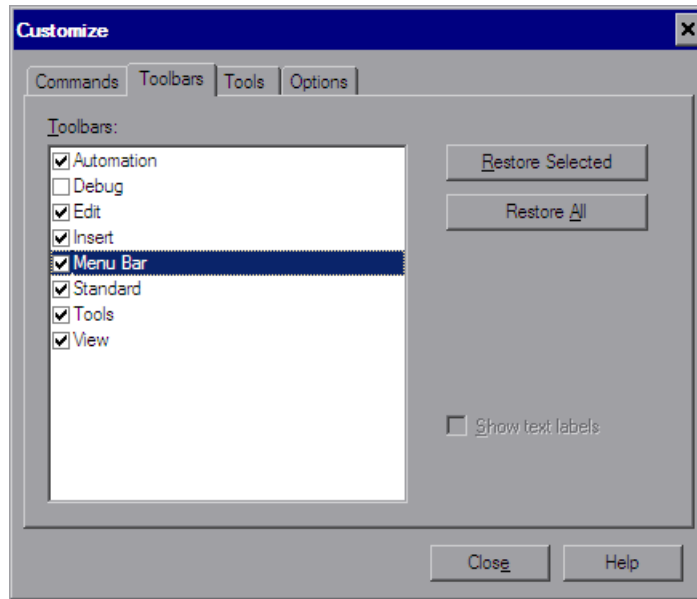 Customize
Commands Toolbars Tools Options
Toolbars:
Automation
Debug
Edit
Insert
Menu Bar
Standard
Tools
View
Restore Selected
Restore All
Show text labels
Close Help